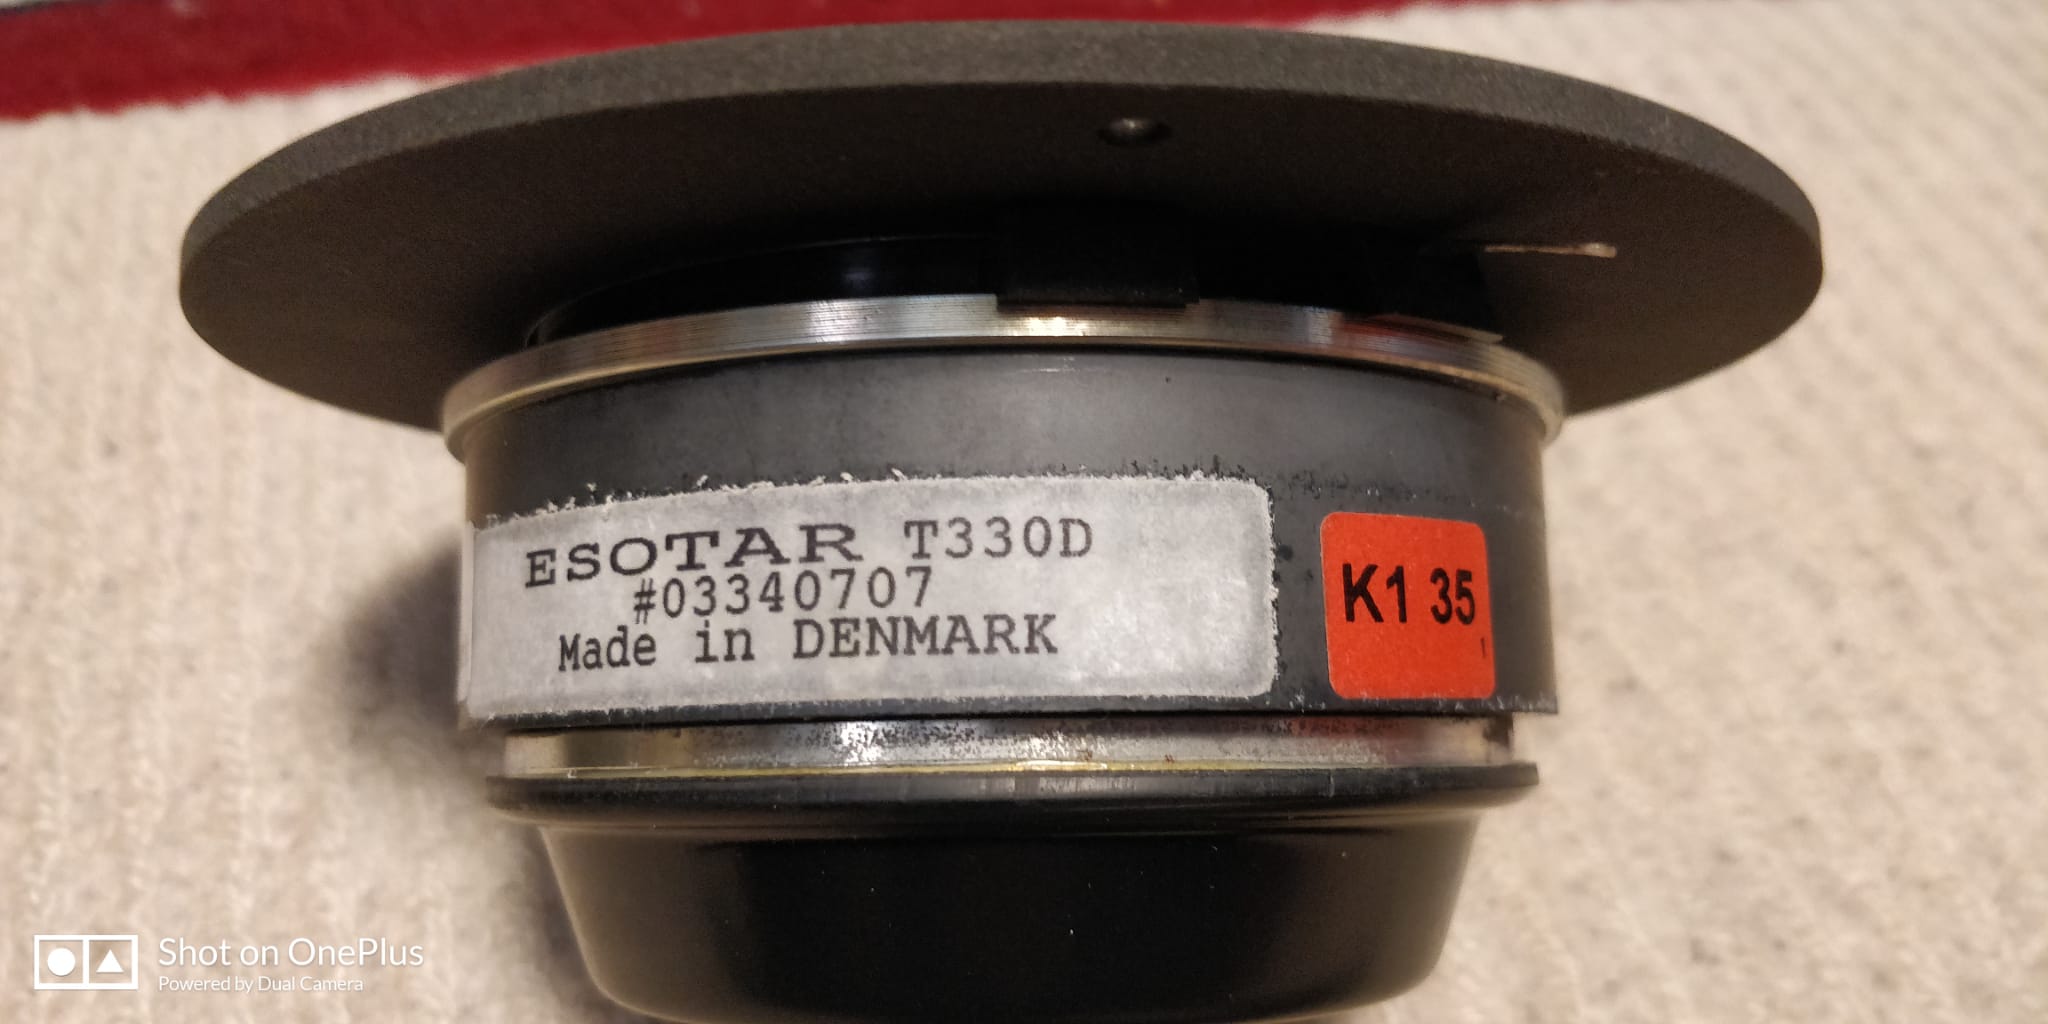 ESOTAR T330D
#03340707
Made in DENMARK
K1 35
1
Shot on OnePlus
Powered by Dual Camera